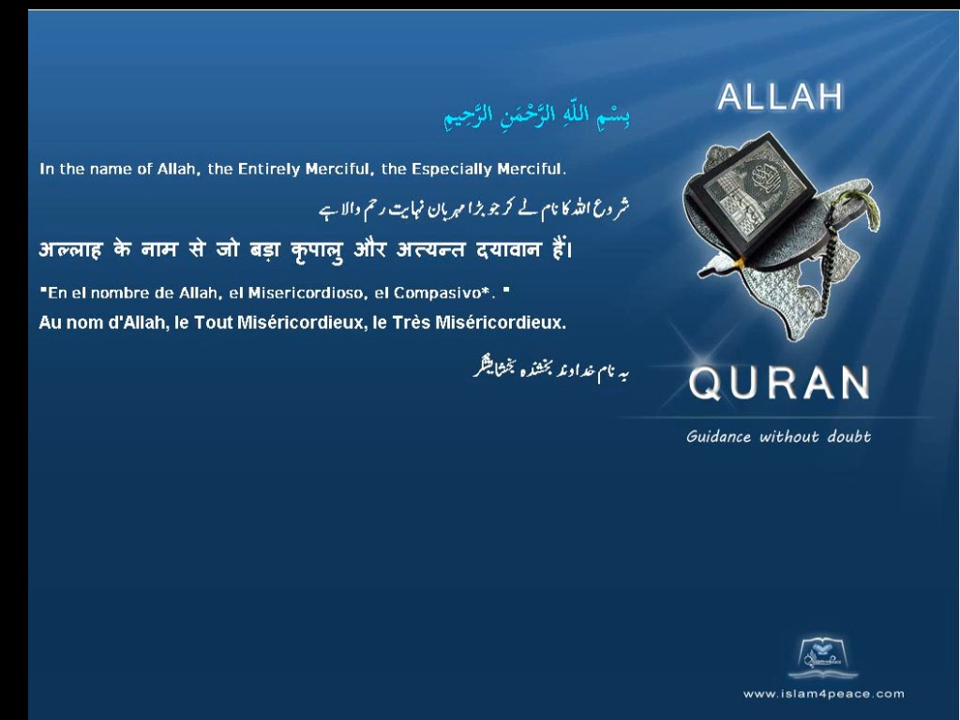 بِسْمِ اللَّهِ الرَّحْمَنِ الرَّحِيمِ
In the name of Allah, the Entirely Merciful, the Especially Merciful.
شروع اللہ کا نام لے کر جو بڑا مہربان نہایت رحم والا ہے
अल्लाह के नाम से जो बड़ा कृपालु और अत्यन्त दयावान हैं।
"En el nombre de Allah, el Misericordioso, el Compasivo*. "
Au nom d'Allah, le Tout Miséricordieux, le Très Miséricordieux.
به نام خداوند بخشنده بخشایشگر
ALLAH
QURAN
Guidance without doubt
www.islam4peace.com